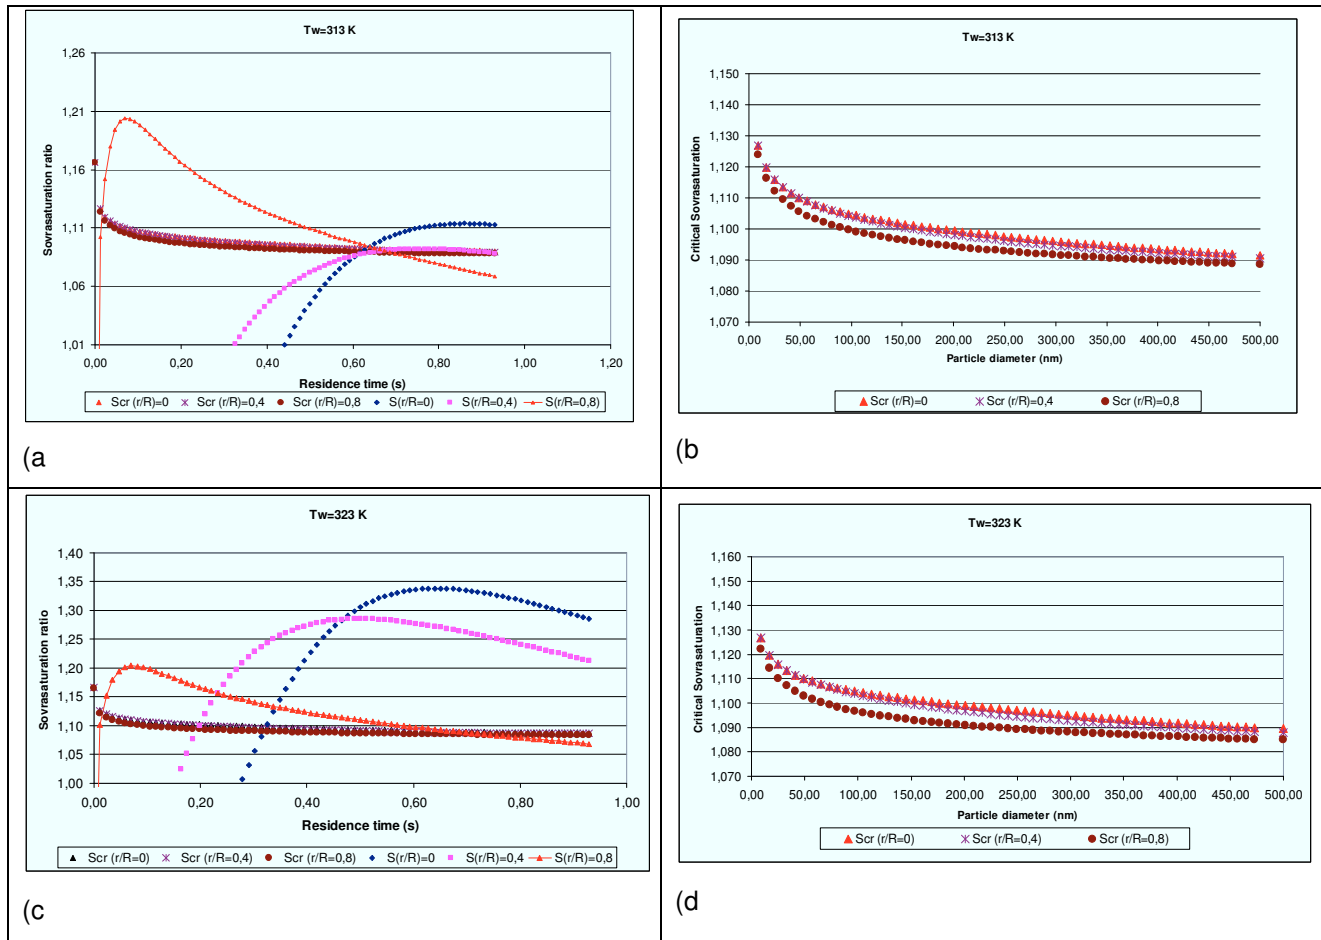 Tw=313 K
Sovrasaturation ratio
1,26
1,21
1,16
1,11
1,06
1,01
0,00 0,20 0,40 0,60 0,80 1,00 1,20
Residence time (s)
Scr (r/R)=0 Scr (r/R)=0,4 Scr (r/R)=0,8 S(r/R=0) S(r/R=0,4) S(r/R=0,8)
(a
Tw=313 K
Critical Sovrasaturation
1,150
1,140
1,130
1,120
1,110
1,100
1,090
1,080
1,070
0,00 50,00 100,00 150,00 200,00 250,00 300,00 350,00 400,00 450,00 500,00
Particle diameter (nm)
Scr (r/R)=0 Scr (r/R)=0,4 Scr (r/R)=0,8
(b
Tw=323 K
Sovrasaturation ratio
1,40
1,35
1,30
1,25
1,20
1,15
1,10
1,05
1,00
0,00 0,20 0,40 0,60 0,80 1,00
Residence time (s)
Scr (r/R=0) Scr (r/R=0,4) Scr (r/R=0,8) S(r/R)=0 S(r/R)=0,4 S(r/R)=0,8
(c
Tw=323 K
Critical Sovrasaturation
1,160
1,150
1,140
1,130
1,120
1,110
1,100
1,090
1,080
1,070
0,00 50,00 100,00 150,00 200,00 250,00 300,00 350,00 400,00 450,00 500,00
Particle diameter (nm)
Scr (r/R=0) Scr (r/R=0,4) Scr (r/R=0,8)
(d